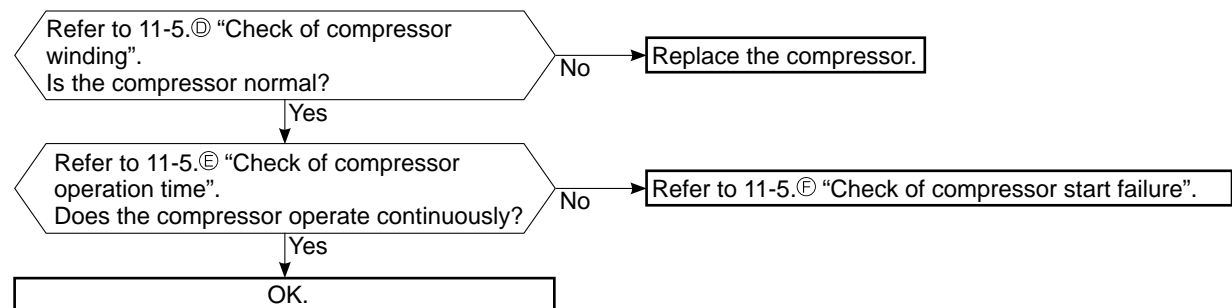 Refer to 11-5.Ⓓ “Check of compressor
winding”.
Is the compressor normal?
No
Replace the compressor.
Yes
Refer to 11-5.Ⓔ “Check of compressor
operation time”.
Does the compressor operate continuously?
No
Refer to 11-5.Ⓕ “Check of compressor start failure”.
Yes
OK.